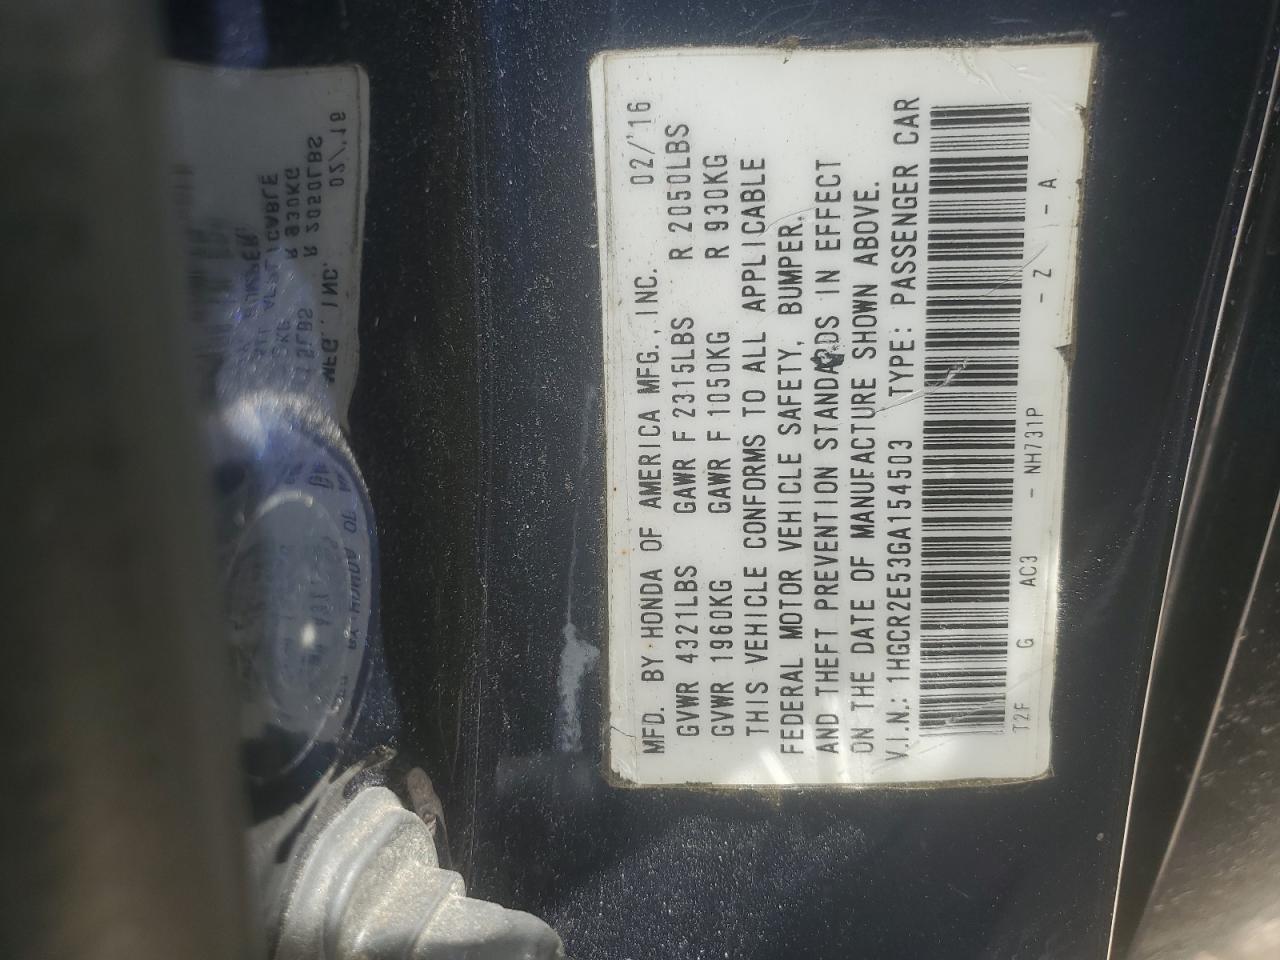 MFD. BY HONDA OF AMERICA MFG., INC. 02/'16
GVWR 4321LBS GAWR F 2315LBS R 2050LBS
GVWR 1960KG GAWR F 1050KG R 930KG
THIS VEHICLE CONFORMS TO ALL APPLICABLE
FEDERAL MOTOR VEHICLE SAFETY, BUMPER,
AND THEFT PREVENTION STANDARDS IN EFFECT
ON THE DATE OF MANUFACTURE SHOWN ABOVE.
V.I.N.: 1HGCR2E53GA154503 TYPE: PASSENGER CAR
T2F G AC3 - NH731P - Z - A